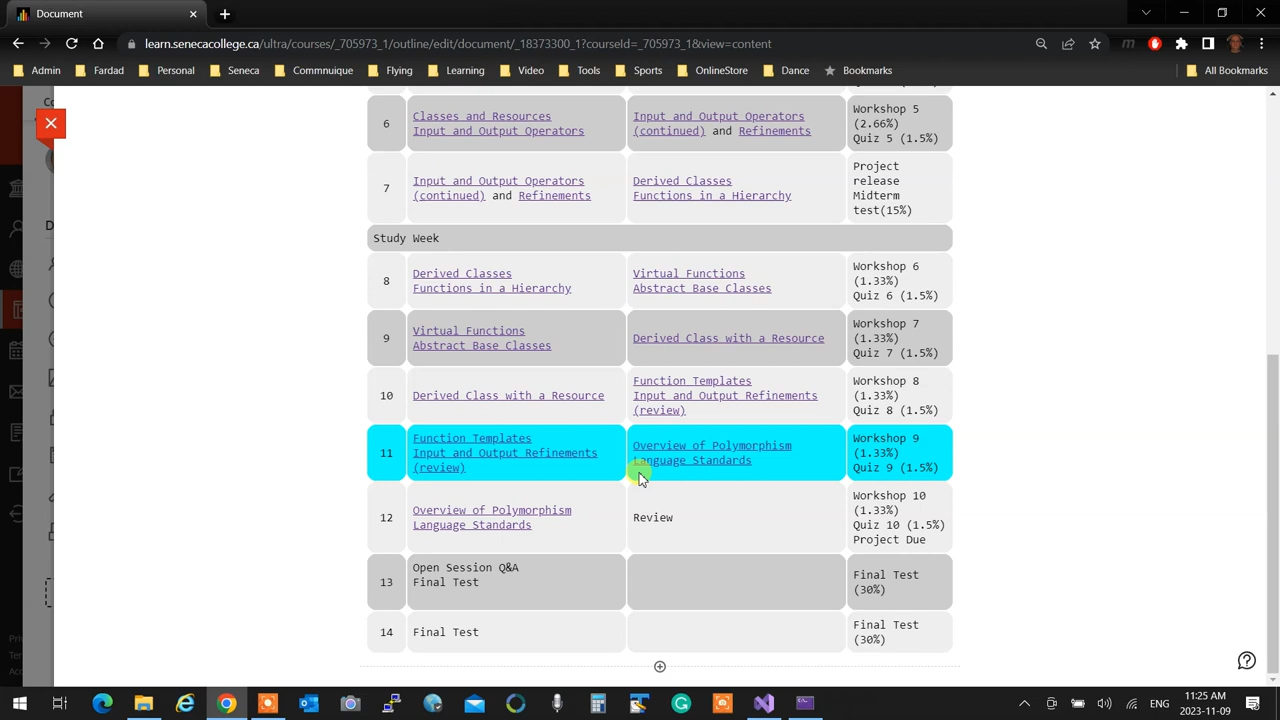 Document
learn.senecacollege.ca/ultra/courses/_705973_1/outline/edit/document/_18373300_1?courseId=_705973_1&view=content
Admin
Fardad
Personal
Seneca
Commnuique
Flying
Learning
Video
Tools
Sports
OnlineStore
Dance
Bookmarks
All Bookmarks
6
Classes and Resources
Input and Output Operators
Input and Output Operators
(continued) and Refinements
Workshop 5
(2.66%)
Quiz 5 (1.5%)
7
Input and Output Operators
(continued) and Refinements
Derived Classes
Functions in a Hierarchy
Project
release
Midterm
test(15%)
Study Week
8
Derived Classes
Functions in a Hierarchy
Virtual Functions
Abstract Base Classes
Workshop 6
(1.33%)
Quiz 6 (1.5%)
9
Virtual Functions
Abstract Base Classes
Derived Class with a Resource
Workshop 7
(1.33%)
Quiz 7 (1.5%)
10
Derived Class with a Resource
Function Templates
Input and Output Refinements
(review)
Workshop 8
(1.33%)
Quiz 8 (1.5%)
11
Function Templates
Input and Output Refinements
(review)
Overview of Polymorphism
Language Standards
Workshop 9
(1.33%)
Quiz 9 (1.5%)
12
Overview of Polymorphism
Language Standards
Review
Workshop 10
(1.33%)
Quiz 10 (1.5%)
Project Due
13
Open Session Q&A
Final Test
Final Test
(30%)
14
Final Test
Final Test
(30%)
ENG
11:25 AM
2023-11-09